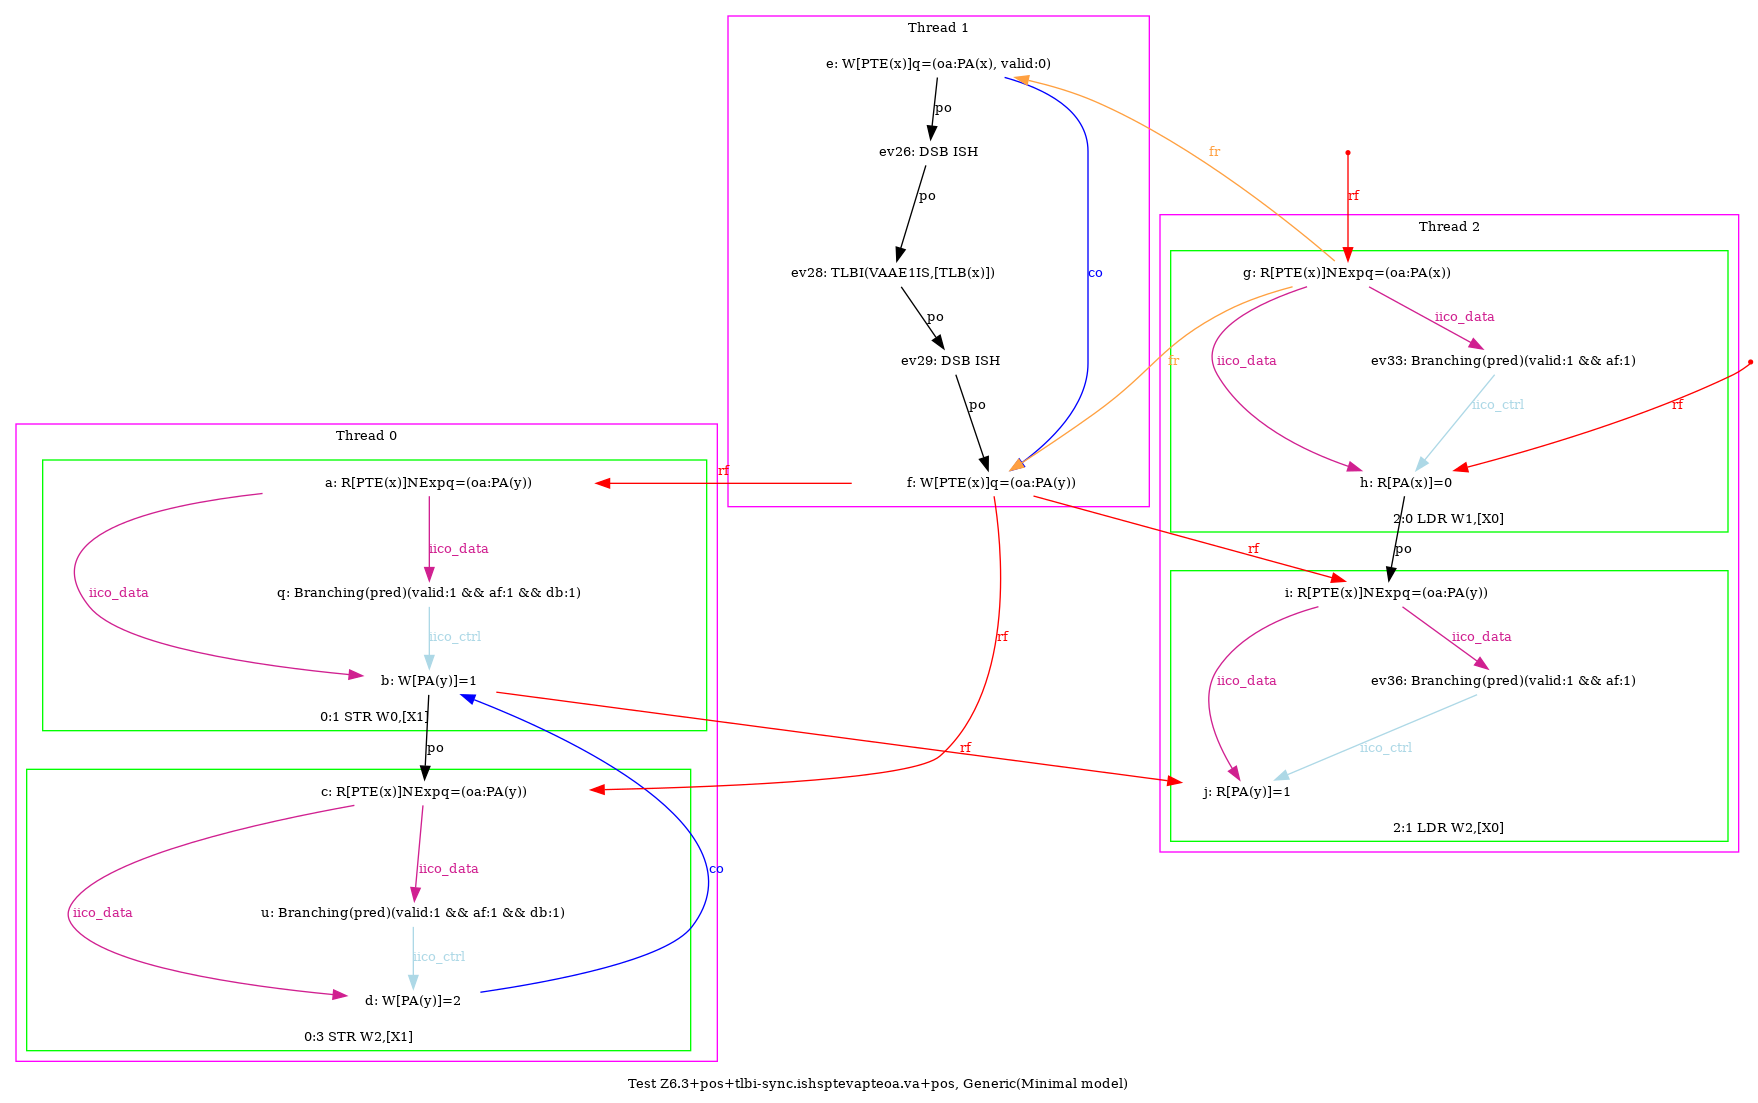 Thread 1
e: W[PTE(x)]q=(oa:PA(x), valid:0)
po
ev26: DSB ISH
fr
po
rf
Thread 2
ev28: TLBI(VAAE1IS,[TLB(x)])
co
g: R[PTE(x)]NExpq=(oa:PA(x))
po
iico_data
ev29: DSB ISH
fr
iico_data
ev33: Branching(pred)(valid:1 && af:1)
po
iico_ctrl
rf
Thread 0
rf
a: R[PTE(x)]NExpq=(oa:PA(y))
f: W[PTE(x)]q=(oa:PA(y))
h: R[PA(x)]=0
2:0 LDR W1,[X0]
iico_data
rf
po
iico_data
q: Branching(pred)(valid:1 && af:1 && db:1)
i: R[PTE(x)]NExpq=(oa:PA(y))
iico_ctrl
rf
iico_data
b: W[PA(y)]=1
iico_data
ev36: Branching(pred)(valid:1 && af:1)
0:1 STR W0,[X1]
po
rf
iico_ctrl
c: R[PTE(x)]NExpq=(oa:PA(y))
j: R[PA(y)]=1
2:1 LDR W2,[X0]
iico_data
co
iico_data
u: Branching(pred)(valid:1 && af:1 && db:1)
iico_ctrl
d: W[PA(y)]=2
0:3 STR W2,[X1]
Test Z6.3+pos+tlbi-sync.ishsptevapteoa.va+pos, Generic(Minimal model)